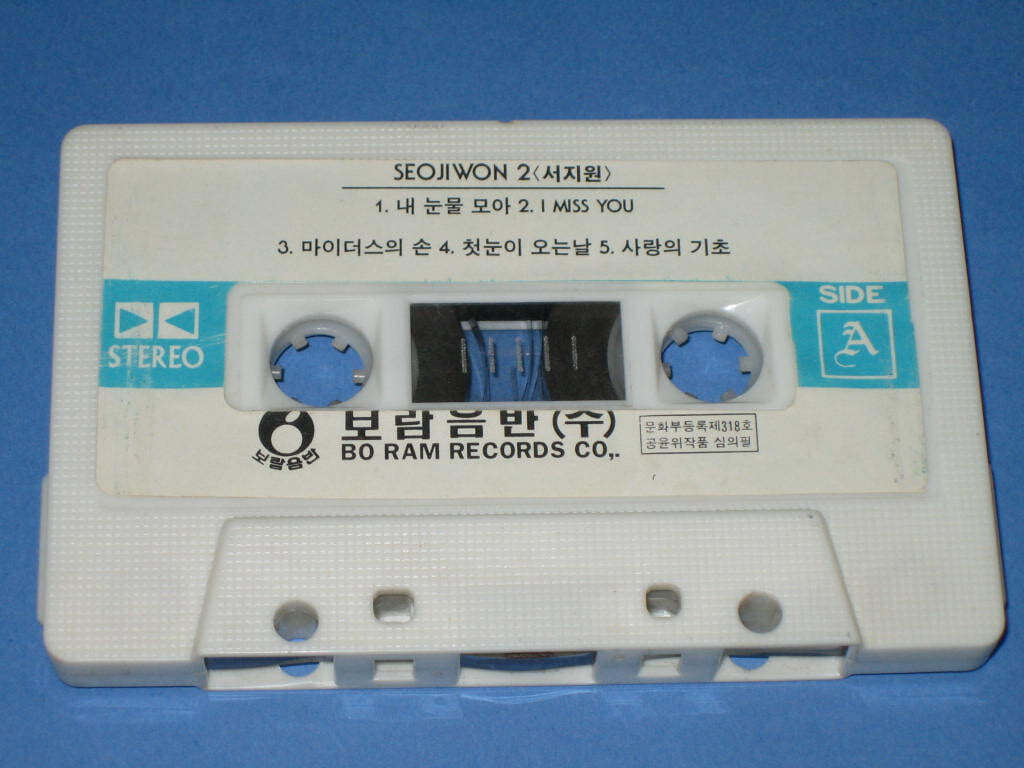 SEOJIWON 2〈서지원〉
1. 내 눈물 모아 2. I MISS YOU
3. 마이더스의 손 4. 첫눈이 오는날 5. 사랑의 기초
STEREO
SIDE
A
보람음반(주)
BO RAM RECORDS CO,.
보람음반
문화부등록제318호
공윤위작품 심의필